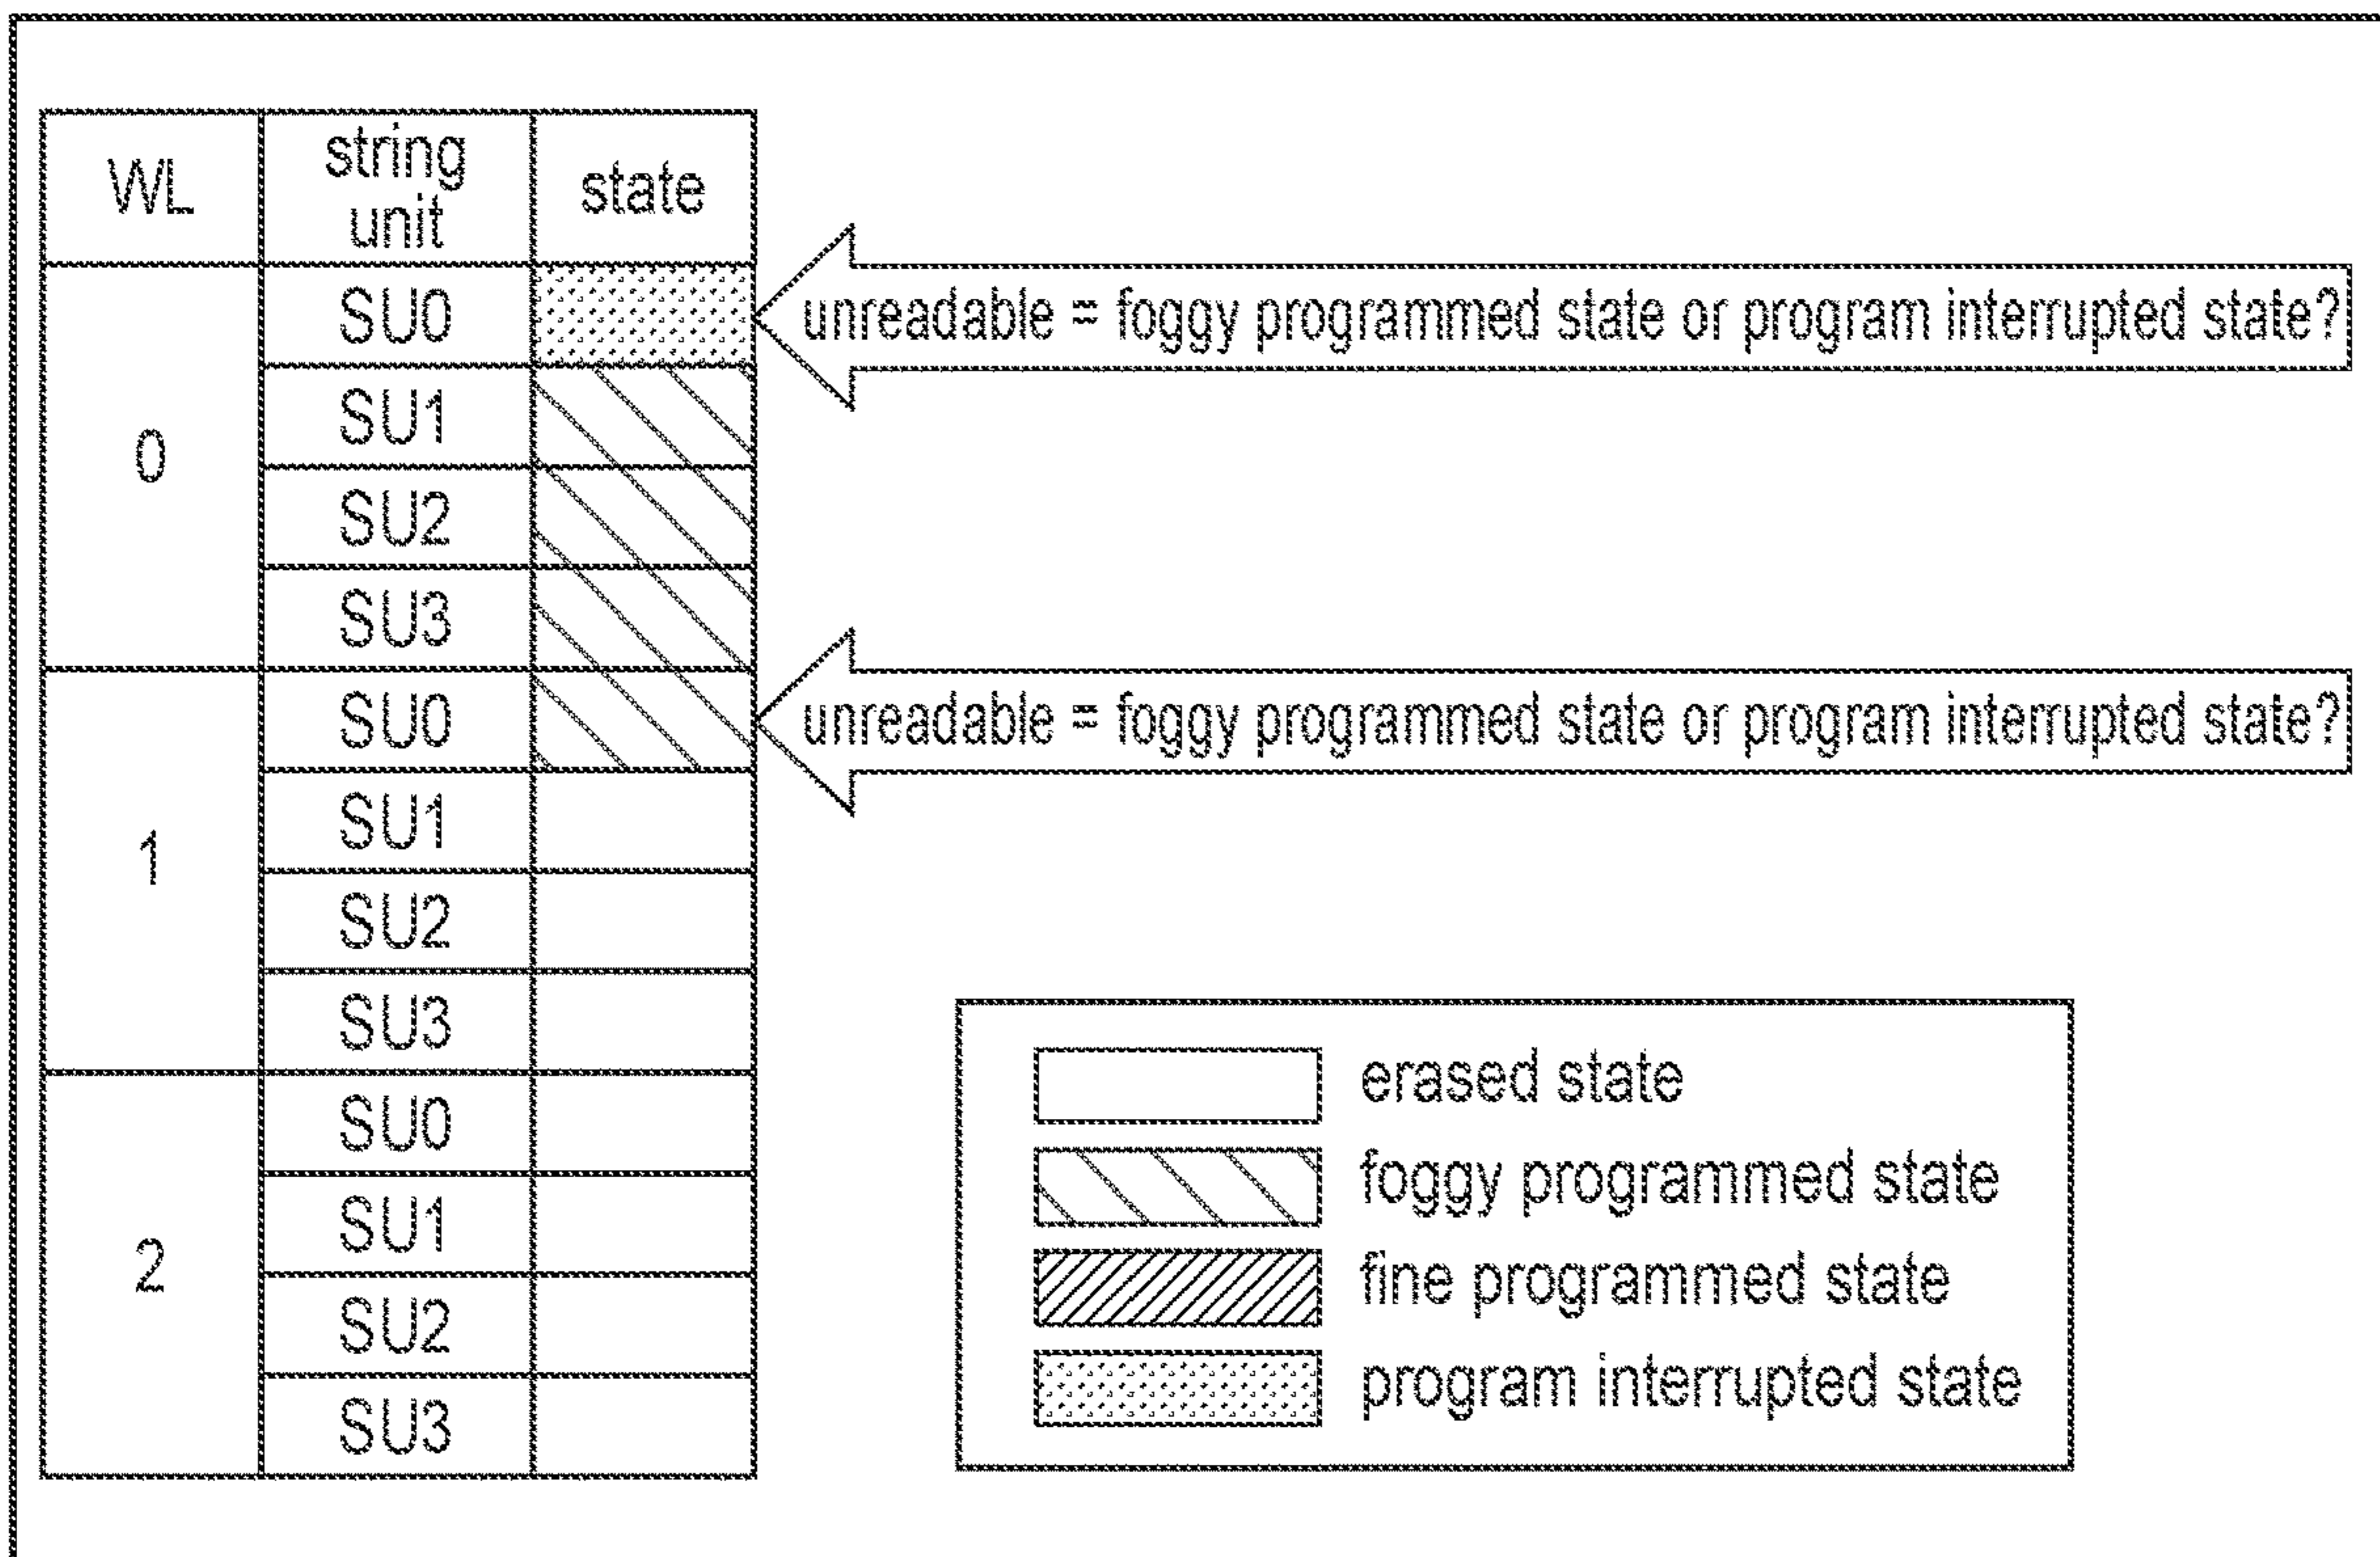 WL
string
unit
state
0
SU0
unreadable = foggy programmed state or program interrupted state?
SU1
SU2
SU3
1
SU0
unreadable = foggy programmed state or program interrupted state?
SU1
SU2
SU3
2
SU0
SU1
SU2
SU3
erased state
foggy programmed state
fine programmed state
program interrupted state